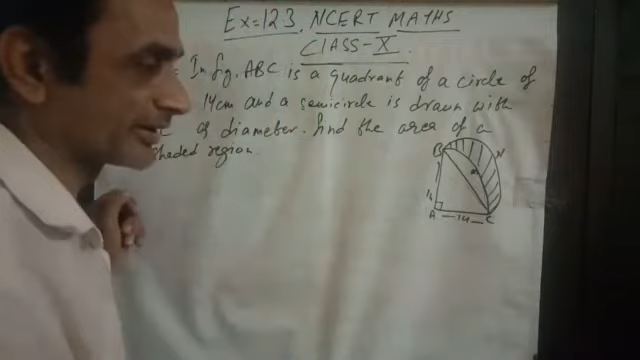 Ex=12.3, NCERT MATHS
CLASS-X.
In fig. ABC is a quadrant of a circle of
14cm and a semicircle is drawn with
as diameter. find the area of a
shaded region.
B
14
A
14
C